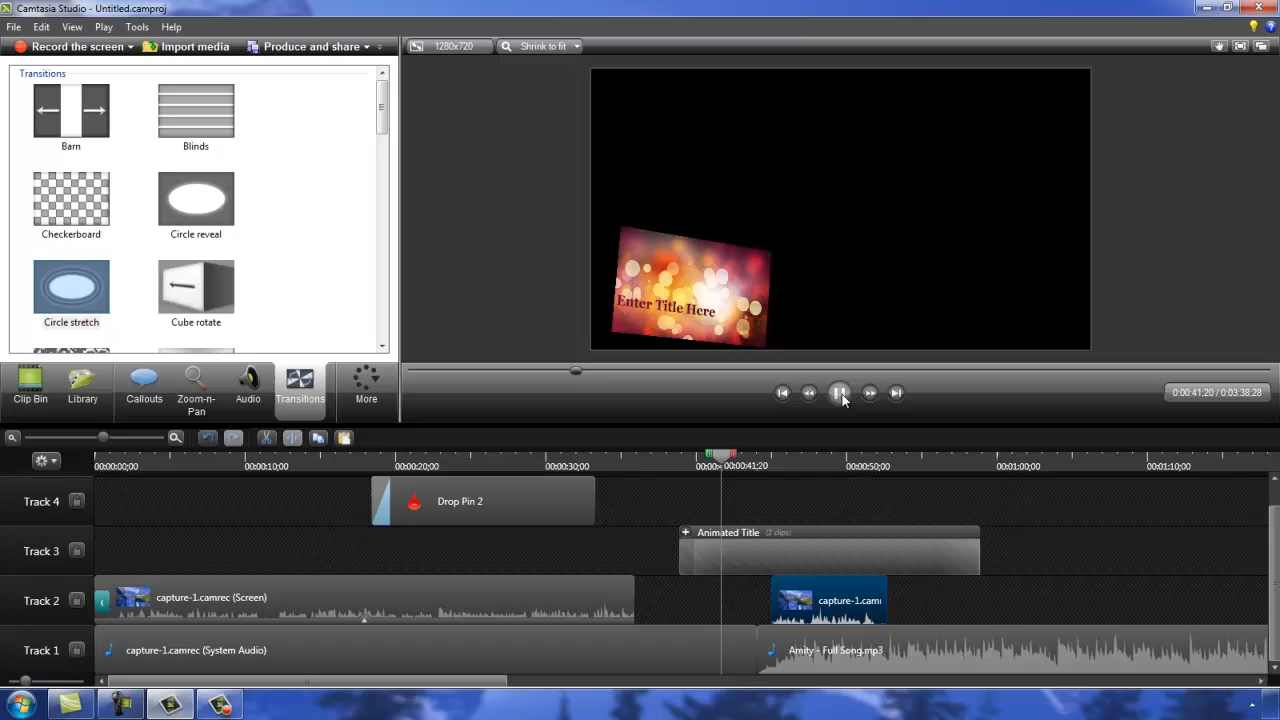 Camtasia Studio - Untitled.camproj
File Edit View Play Tools Help
Record the screen Import media Produce and share
1280x720 Shrink to fit
Transitions
Barn Blinds
Checkerboard Circle reveal
Circle stretch Cube rotate
Enter Title Here
Clip Bin Library Callouts Zoom-n-Pan Audio Transitions More
0:00:41;20 / 0:03:38;28
00:00:00;00 00:00:10;00 00:00:20;00 00:00:30;00 00:00:41;20 00:00:50;00 00:01:00;00 00:01:10;00
Track 4 Drop Pin 2
Track 3 Animated Title (2 clips)
Track 2 capture-1.camrec (Screen) capture-1.cam
Track 1 capture-1.camrec (System Audio) Amity - Full Song.mp3